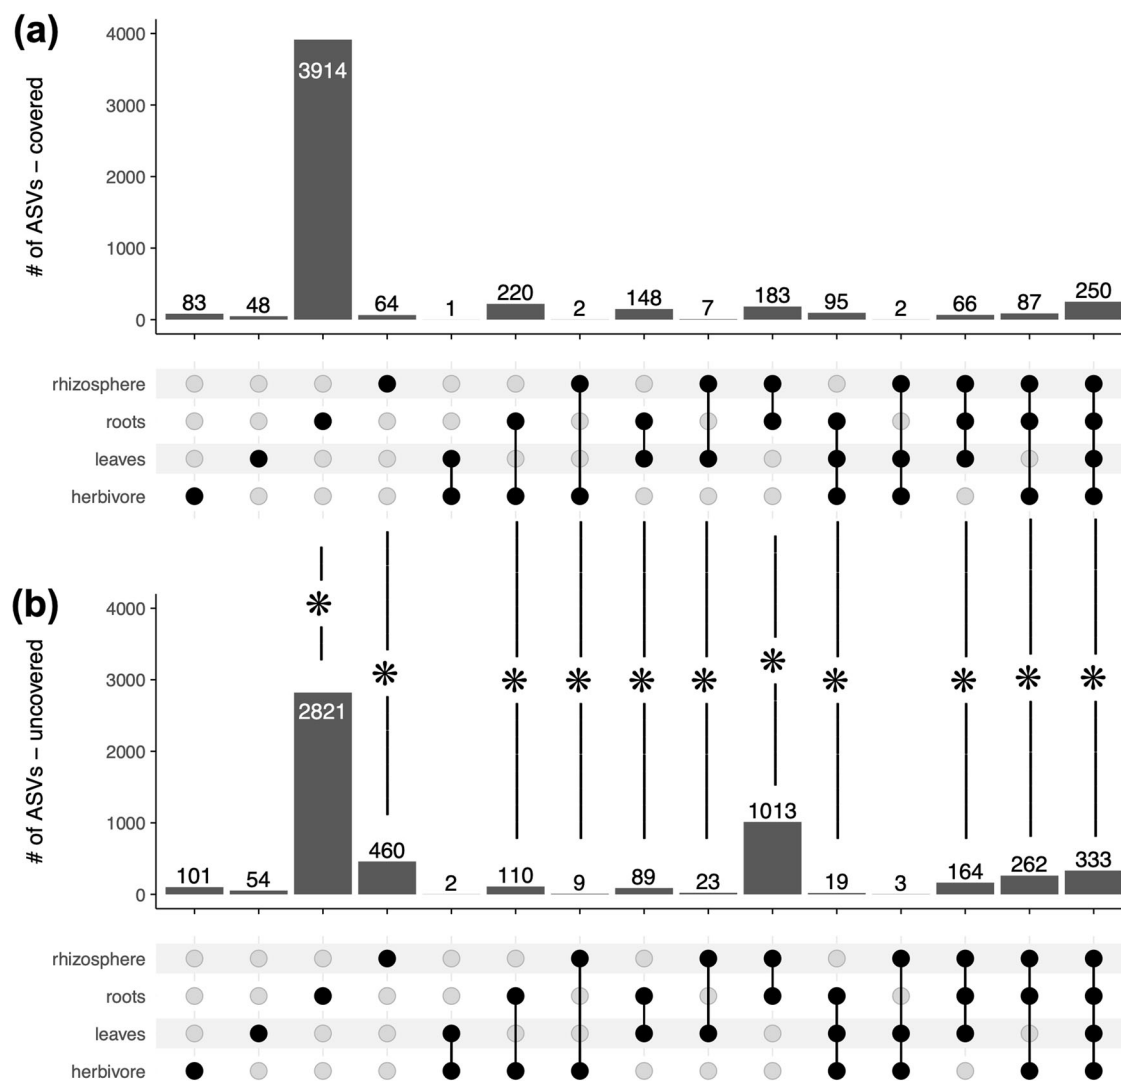 (a)
# of ASVs – covered
4000
3000
2000
1000
0
83 48 3914 64 1 220 2 148 7 183 95 2 66 87 250
rhizosphere
roots
leaves
herbivore
(b)
# of ASVs – uncovered
4000
3000
2000
1000
0
101 54 2821 460 2 110 9 89 23 1013 19 3 164 262 333
rhizosphere
roots
leaves
herbivore